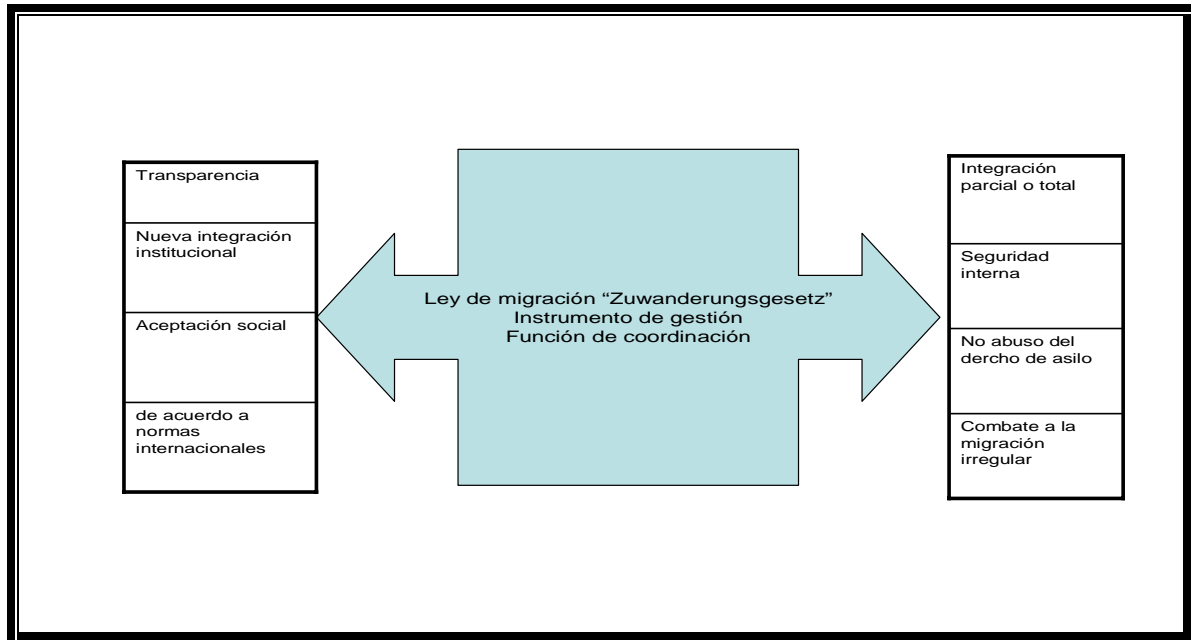 Transparencia
Nueva integración
institucional
Aceptación social
de acuerdo a
normas
internacionales
Ley de migración “Zuwanderungsgesetz”
Instrumento de gestión
Función de coordinación
Integración
parcial o total
Seguridad
interna
No abuso del
dercho de asilo
Combate a la
migración
irregular